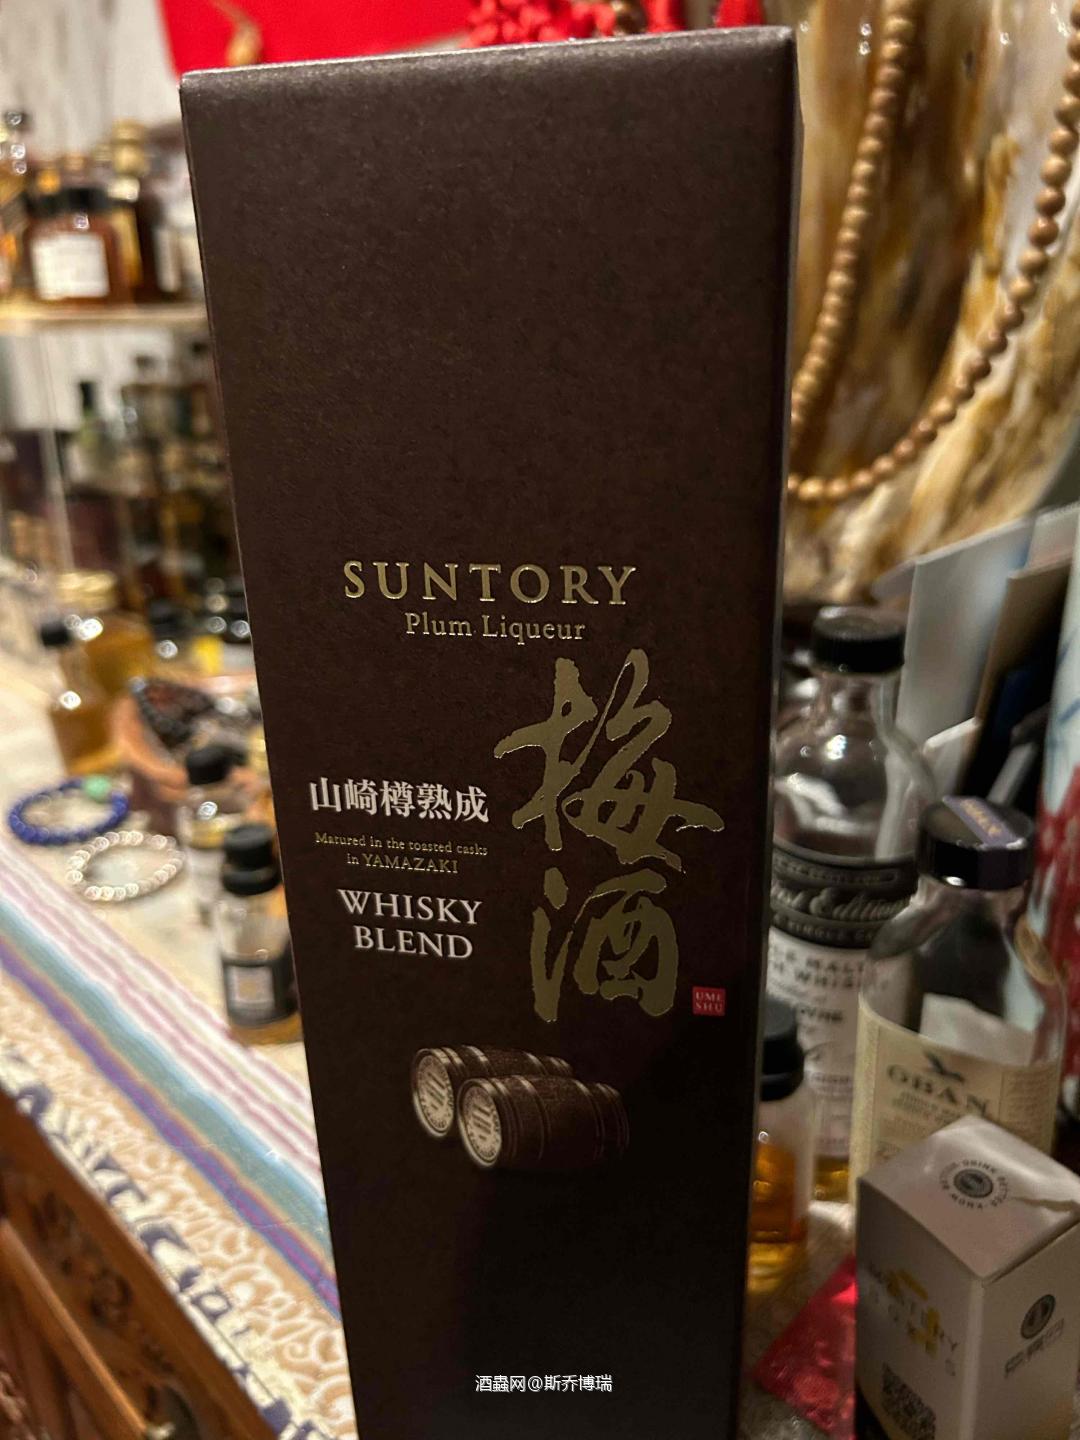 SUNTORY
Plum Liqueur
梅酒
山崎樽熟成
Matured in the toasted casks
in YAMAZAKI
WHISKY
BLEND
UME
SHU
OBAN
酒蟲网@斯乔博瑞